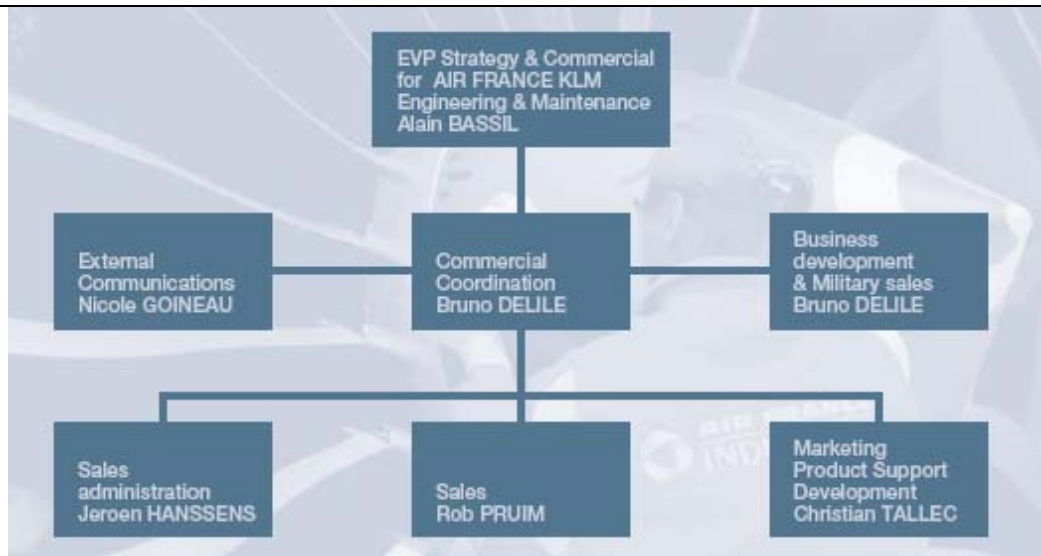 EVP Strategy & Commercial
for AIR FRANCE KLM
Engineering & Maintenance
Alain BASSIL
External
Communications
Nicole GOINEAU
Commercial
Coordination
Bruno DELILE
Business
development
& Military sales
Bruno DELILE
Sales
administration
Jeroen HANSSENS
Sales
Rob PRUIM
Marketing
Product Support
Development
Christian TALLEC
AIR FRANCE